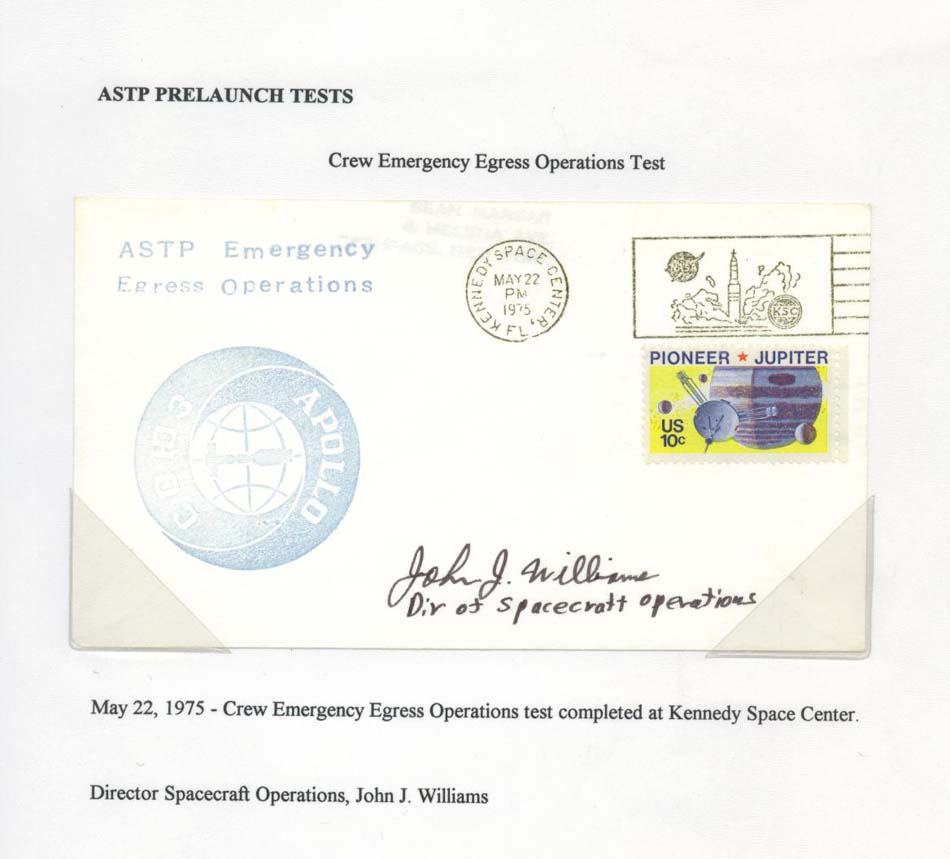 ASTP PRELAUNCH TESTS
Crew Emergency Egress Operations Test
ASTP Emergency
Egress Operations
KENNEDY SPACE CENTER, FL,
MAY 22
PM
1975
KSC
PIONEER ★ JUPITER
US
10c
СОЮЗ
APOLLO
John J. Williams
Dir of Spacecraft Operations
May 22, 1975 - Crew Emergency Egress Operations test completed at Kennedy Space Center.
Director Spacecraft Operations, John J. Williams